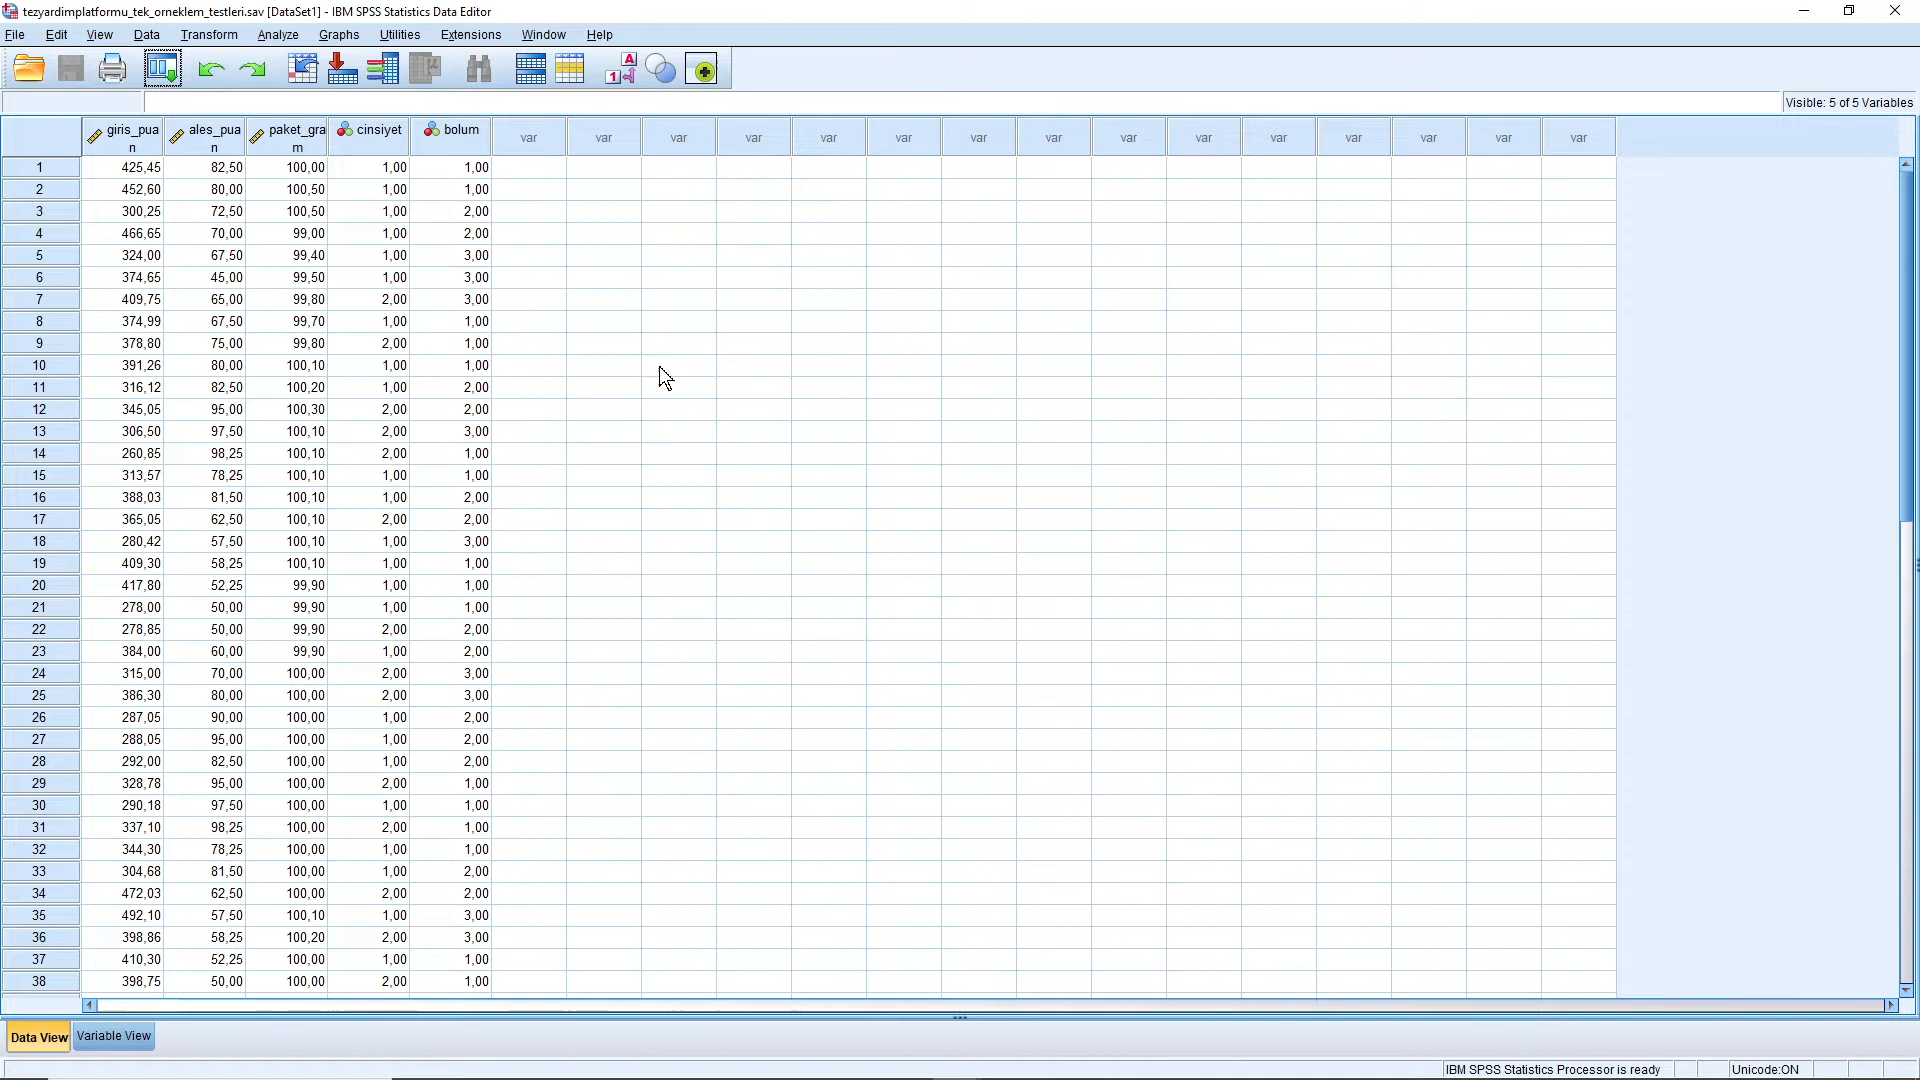 tezyardimplatformu_tek_orneklem_testleri.sav [DataSet1] - IBM SPSS Statistics Data Editor
File Edit View Data Transform Analyze Graphs Utilities Extensions Window Help
Visible: 5 of 5 Variables
giris_puan ales_puan paket_gram cinsiyet bolum var var var var var var var var var var var var var var var
1 425,45 82,50 100,00 1,00 1,00
2 452,60 80,00 100,50 1,00 1,00
3 300,25 72,50 100,50 1,00 2,00
4 466,65 70,00 99,00 1,00 2,00
5 324,00 67,50 99,40 1,00 3,00
6 374,65 45,00 99,50 1,00 3,00
7 409,75 65,00 99,80 2,00 3,00
8 374,99 67,50 99,70 1,00 1,00
9 378,80 75,00 99,80 2,00 1,00
10 391,26 80,00 100,10 1,00 1,00
11 316,12 82,50 100,20 1,00 2,00
12 345,05 95,00 100,30 2,00 2,00
13 306,50 97,50 100,10 2,00 3,00
14 260,85 98,25 100,10 2,00 1,00
15 313,57 78,25 100,10 1,00 1,00
16 388,03 81,50 100,10 1,00 2,00
17 365,05 62,50 100,10 2,00 2,00
18 280,42 57,50 100,10 1,00 3,00
19 409,30 58,25 100,10 1,00 1,00
20 417,80 52,25 99,90 1,00 1,00
21 278,00 50,00 99,90 1,00 1,00
22 278,85 50,00 99,90 2,00 2,00
23 384,00 60,00 99,90 1,00 2,00
24 315,00 70,00 100,00 2,00 3,00
25 386,30 80,00 100,00 2,00 3,00
26 287,05 90,00 100,00 1,00 2,00
27 288,05 95,00 100,00 1,00 2,00
28 292,00 82,50 100,00 1,00 2,00
29 328,78 95,00 100,00 2,00 1,00
30 290,18 97,50 100,00 1,00 1,00
31 337,10 98,25 100,00 2,00 1,00
32 344,30 78,25 100,00 1,00 1,00
33 304,68 81,50 100,00 1,00 2,00
34 472,03 62,50 100,00 2,00 2,00
35 492,10 57,50 100,10 1,00 3,00
36 398,86 58,25 100,20 2,00 3,00
37 410,30 52,25 100,00 1,00 1,00
38 398,75 50,00 100,00 2,00 1,00
Data View Variable View
IBM SPSS Statistics Processor is ready Unicode:ON